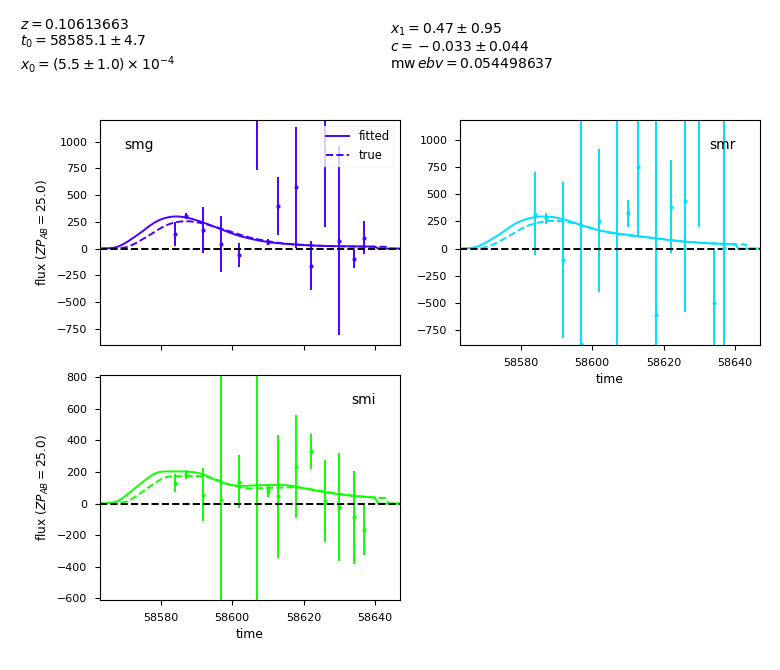 z = 0.10613663
t₀ = 58585.1 ± 4.7
x₀ = (5.5 ± 1.0) × 10⁻⁴
x₁ = 0.47 ± 0.95
c = −0.033 ± 0.044
mw ebv = 0.054498637
smg
fitted
true
1000
750
500
250
0
−250
−500
−750
flux (ZP_AB = 25.0)
smr
1000
750
500
250
0
−250
−500
−750
58580 58600 58620 58640
time
smi
800
600
400
200
0
−200
−400
−600
flux (ZP_AB = 25.0)
58580 58600 58620 58640
time